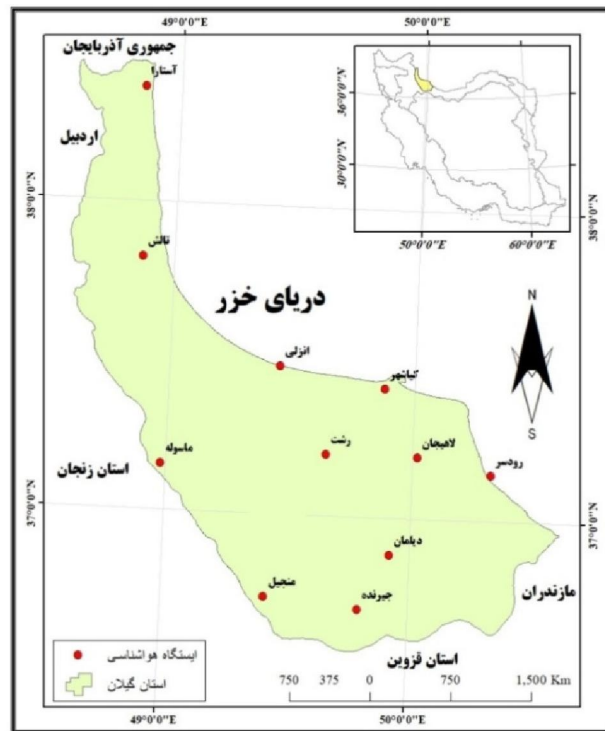 49°0'0"E
50°0'0"E
جمهوری آذربایجان
آستارا
اردبیل
36°0'0"N
30°0'0"N
50°0'0"E
60°0'0"E
38°0'0"N
38°0'0"N
تالش
دریای خزر
N
S
انزلی
کیاشهر
رشت
لاهیجان
رودسر
ماسوله
استان زنجان
37°0'0"N
37°0'0"N
دیلمان
منجیل
جیرنده
مازندران
استان قزوین
ایستگاه هواشناسی
استان گیلان
750 375 0 750 1,500 Km
49°0'0"E
50°0'0"E